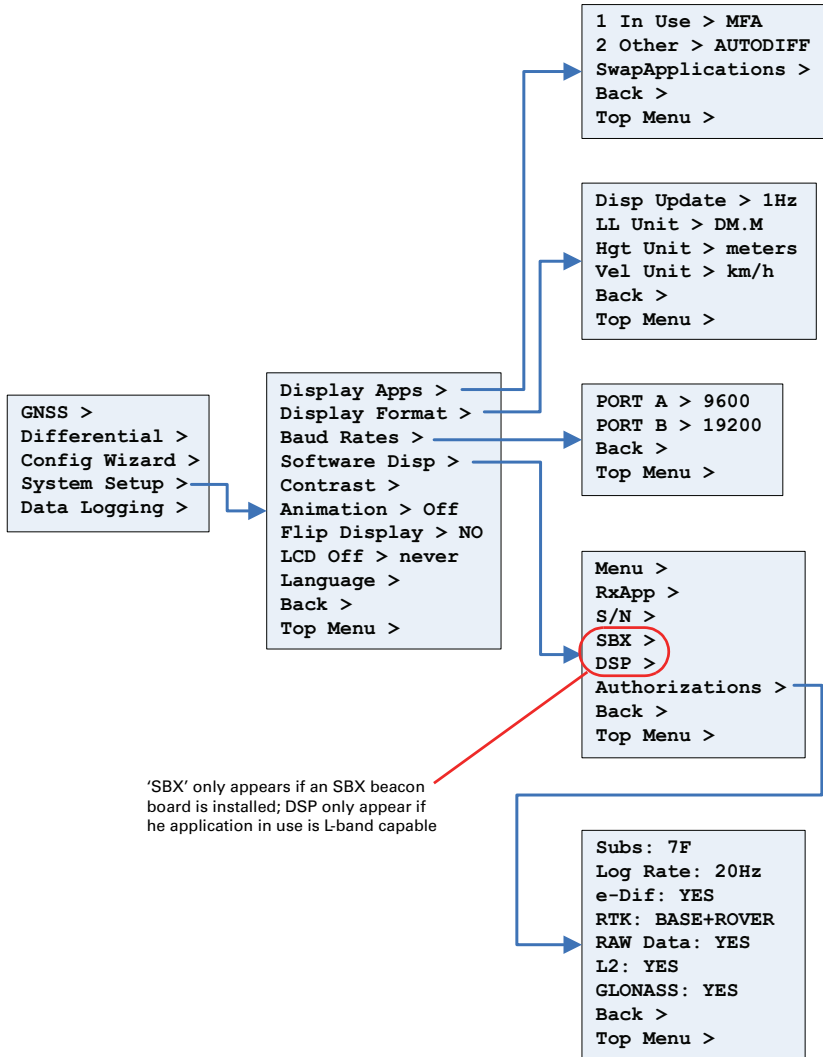 GNSS >
Differential >
Config Wizard >
System Setup >
Data Logging >
Display Apps >
Display Format >
Baud Rates >
Software Disp >
Contrast >
Animation > Off
Flip Display > NO
LCD Off > never
Language >
Back >
Top Menu >
1 In Use > MFA
2 Other > AUTODIFF
SwapApplications >
Back >
Top Menu >
Disp Update > 1Hz
LL Unit > DM.M
Hgt Unit > meters
Vel Unit > km/h
Back >
Top Menu >
PORT A > 9600
PORT B > 19200
Back >
Top Menu >
Menu >
RxApp >
S/N >
SBX >
DSP >
Authorizations >
Back >
Top Menu >
‘SBX’ only appears if an SBX beacon
board is installed; DSP only appear if
he application in use is L-band capable
Subs: 7F
Log Rate: 20Hz
e-Dif: YES
RTK: BASE+ROVER
RAW Data: YES
L2: YES
GLONASS: YES
Back >
Top Menu >